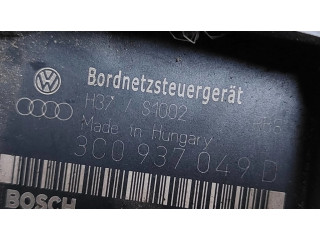 Bordnetzsteuergerät
H37 / S1002
Made in Hungary
3C0 937 049 D
BOSCH